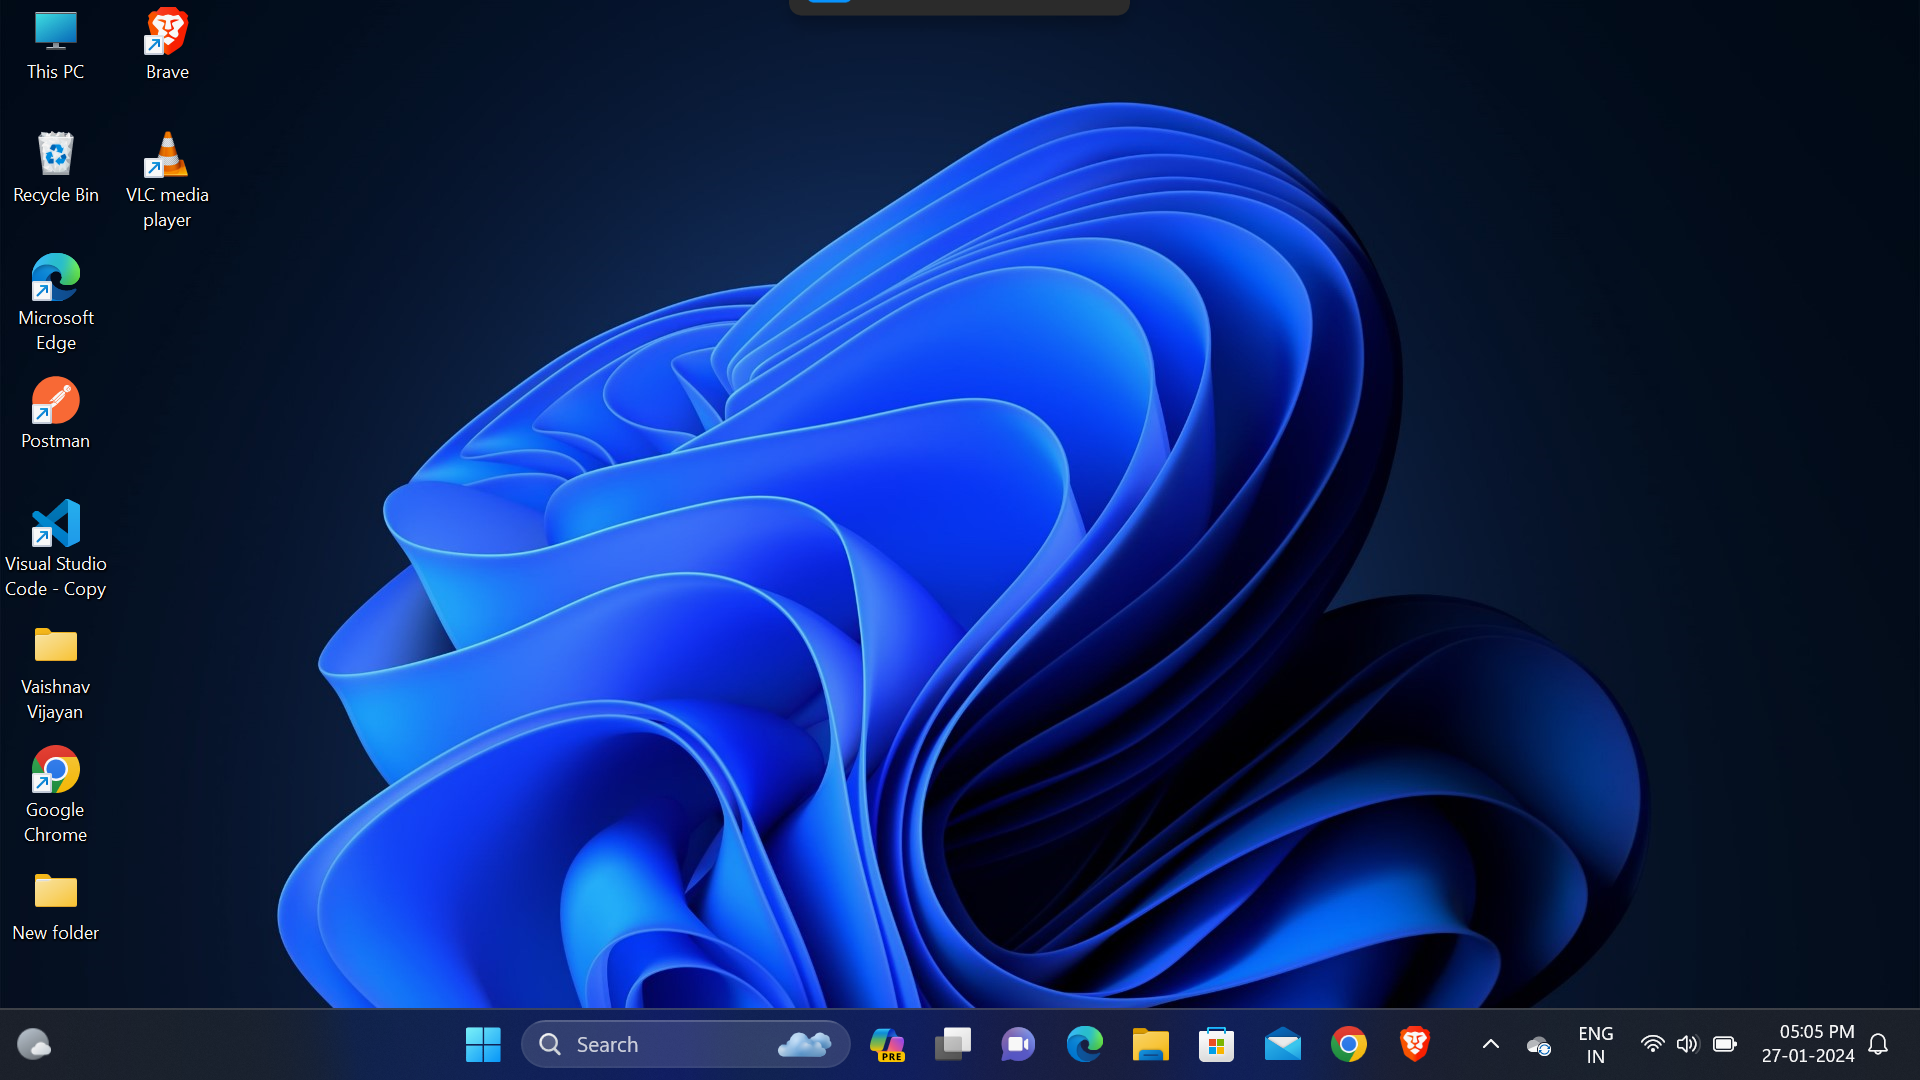 This PC
Brave
Recycle Bin
VLC media
player
Microsoft
Edge
Postman
Visual Studio
Code - Copy
Vaishnav
Vijayan
Google
Chrome
New folder
Search
PRE
ENG
IN
05:05 PM
27-01-2024